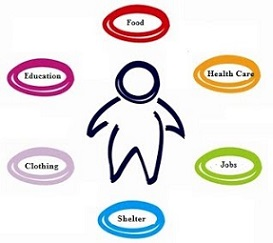 Food
Education
Health Care
Clothing
Jobs
Shelter